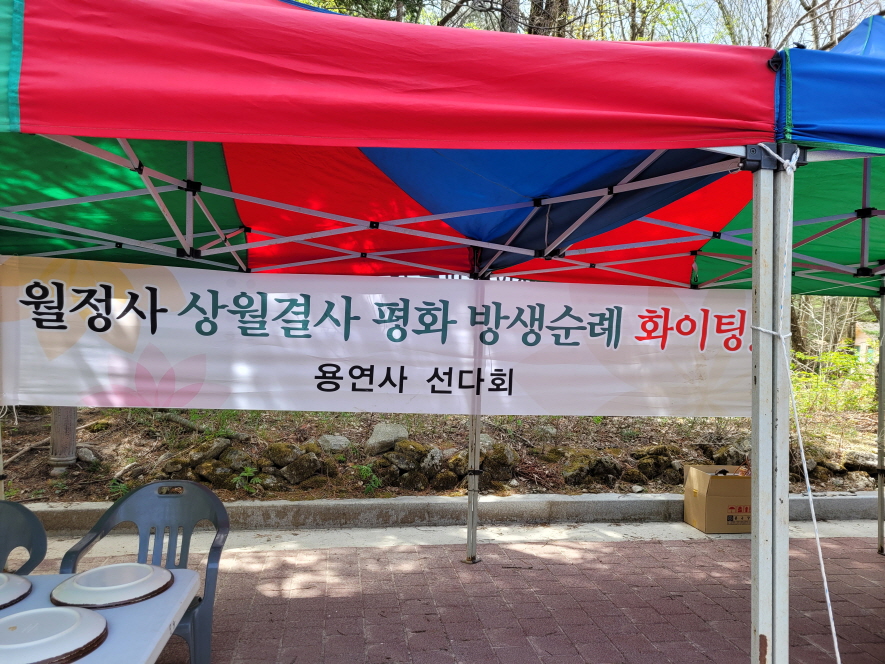 월정사 상월결사 평화 방생순례 화이팅
용연사 선다회